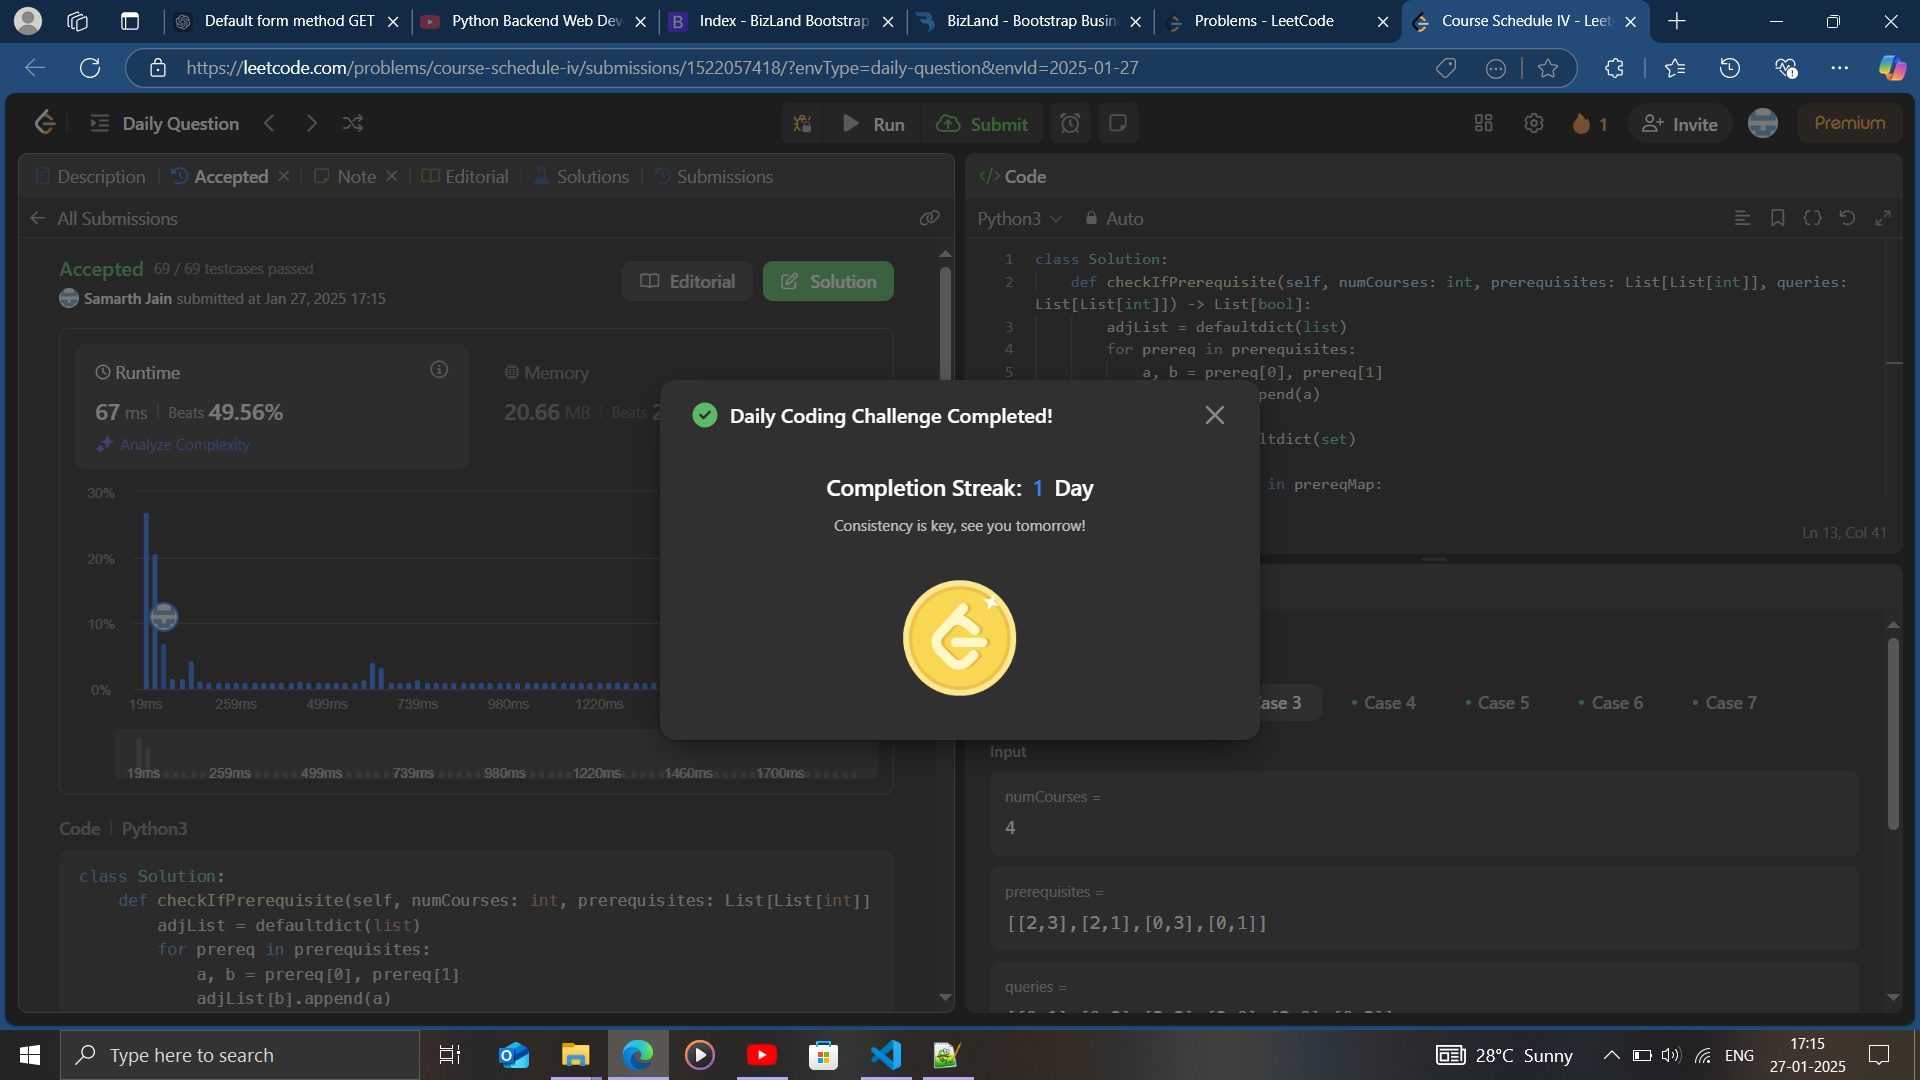 Default form method GET
Python Backend Web Dev
Index - BizLand Bootstrap
BizLand - Bootstrap Busin
Problems - LeetCode
Course Schedule IV - Leet
https://leetcode.com/problems/course-schedule-iv/submissions/1522057418/?envType=daily-question&envId=2025-01-27
Daily Question
Run
Submit
1
Invite
Premium
Description
Accepted
Note
Editorial
Solutions
Submissions
All Submissions
Accepted 69 / 69 testcases passed
Samarth Jain submitted at Jan 27, 2025 17:15
Editorial
Solution
Runtime
67 ms | Beats 49.56%
Analyze Complexity
Memory
20.66 MB | Beats 2
30%
20%
10%
0%
19ms 259ms 499ms 739ms 980ms 1220ms
19ms 259ms 499ms 739ms 980ms 1220ms 1460ms 1700ms
Code | Python3
class Solution:
def checkIfPrerequisite(self, numCourses: int, prerequisites: List[List[int]]
adjList = defaultdict(list)
for prereq in prerequisites:
a, b = prereq[0], prereq[1]
adjList[b].append(a)
</> Code
Python3
Auto
1 class Solution:
2 def checkIfPrerequisite(self, numCourses: int, prerequisites: List[List[int]], queries:
List[List[int]]) -> List[bool]:
3 adjList = defaultdict(list)
4 for prereq in prerequisites:
5 a, b = prereq[0], prereq[1]
pend(a)
ltdict(set)
in prereqMap:
Ln 13, Col 41
Daily Coding Challenge Completed!
Completion Streak: 1 Day
Consistency is key, see you tomorrow!
ase 3
Case 4
Case 5
Case 6
Case 7
Input
numCourses =
4
prerequisites =
[[2,3],[2,1],[0,3],[0,1]]
queries =
Type here to search
28°C Sunny
ENG
17:15
27-01-2025